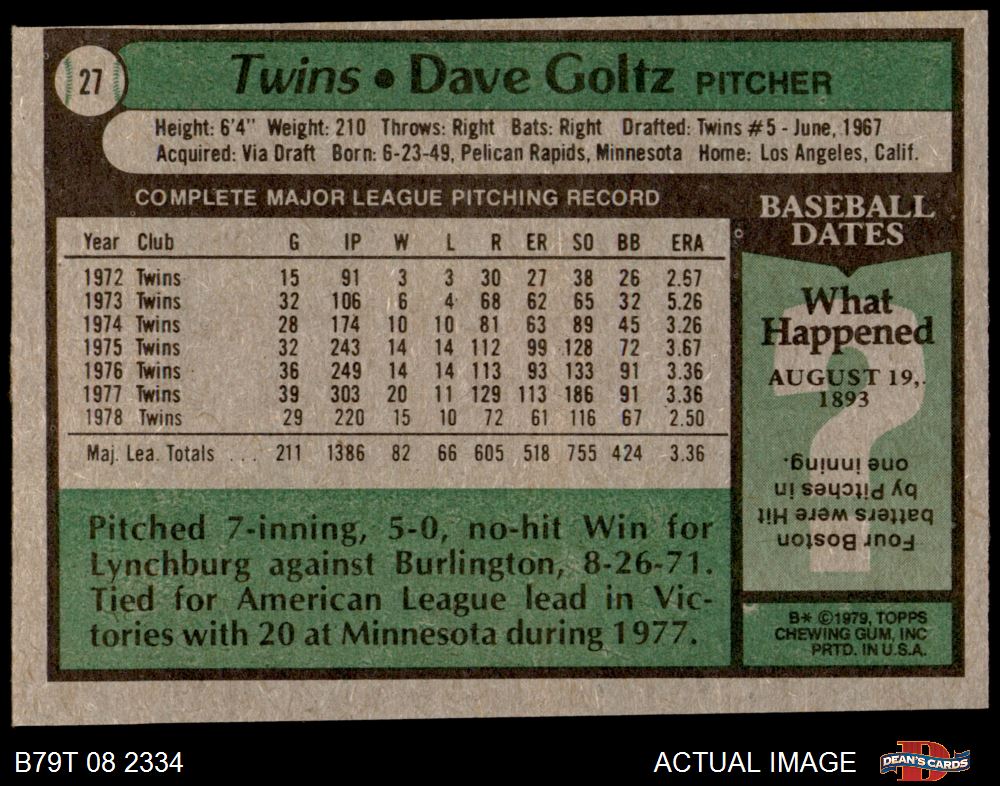 27
Twins • Dave Goltz PITCHER
Height: 6'4" Weight: 210 Throws: Right Bats: Right Drafted: Twins #5 - June, 1967
Acquired: Via Draft Born: 6-23-49, Pelican Rapids, Minnesota Home: Los Angeles, Calif.
COMPLETE MAJOR LEAGUE PITCHING RECORD
Year Club G IP W L R ER SO BB ERA
1972 Twins 15 91 3 3 30 27 38 26 2.67
1973 Twins 32 106 6 4 68 62 65 32 5.26
1974 Twins 28 174 10 10 81 63 89 45 3.26
1975 Twins 32 243 14 14 112 99 128 72 3.67
1976 Twins 36 249 14 14 113 93 133 91 3.36
1977 Twins 39 303 20 11 129 113 186 91 3.36
1978 Twins 29 220 15 10 72 61 116 67 2.50
Maj. Lea. Totals ... 211 1386 82 66 605 518 755 424 3.36
Pitched 7-inning, 5-0, no-hit Win for
Lynchburg against Burlington, 8-26-71.
Tied for American League lead in Vic-
tories with 20 at Minnesota during 1977.
BASEBALL
DATES
?
What
Happened
AUGUST 19,.
1893
Four Boston
batters were Hit
by Pitches in
one inning.
B* ©1979, TOPPS
CHEWING GUM, INC
PRTD. IN U.S.A.
B79T 08 2334
ACTUAL IMAGE
D
DEAN'S CARDS